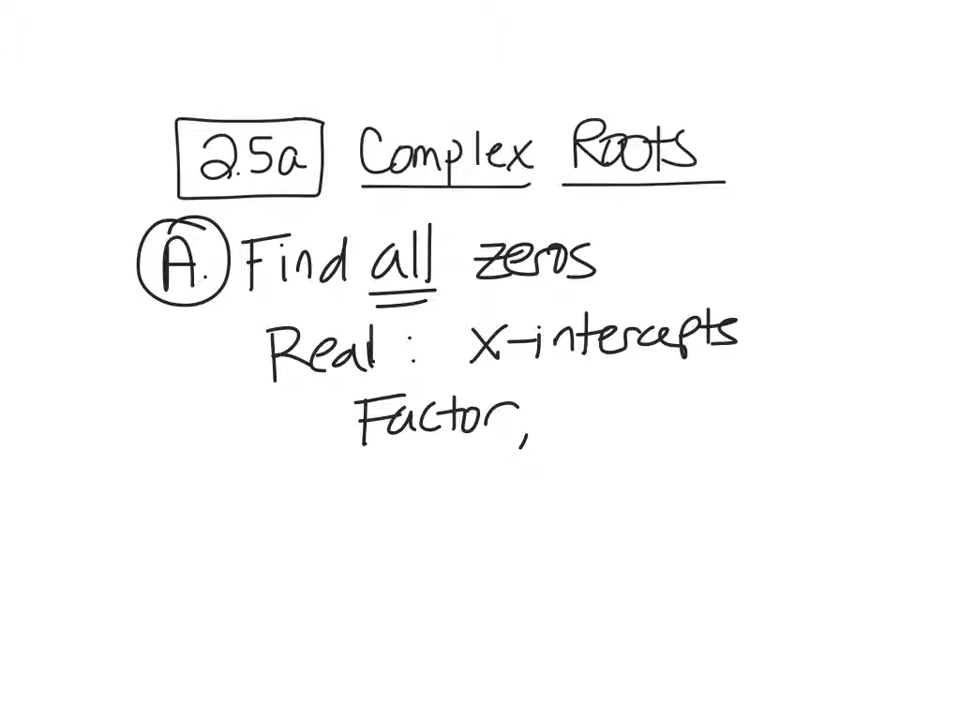 2.5a Complex Roots
A. Find all zeros
Real: x-intercepts
Factor,